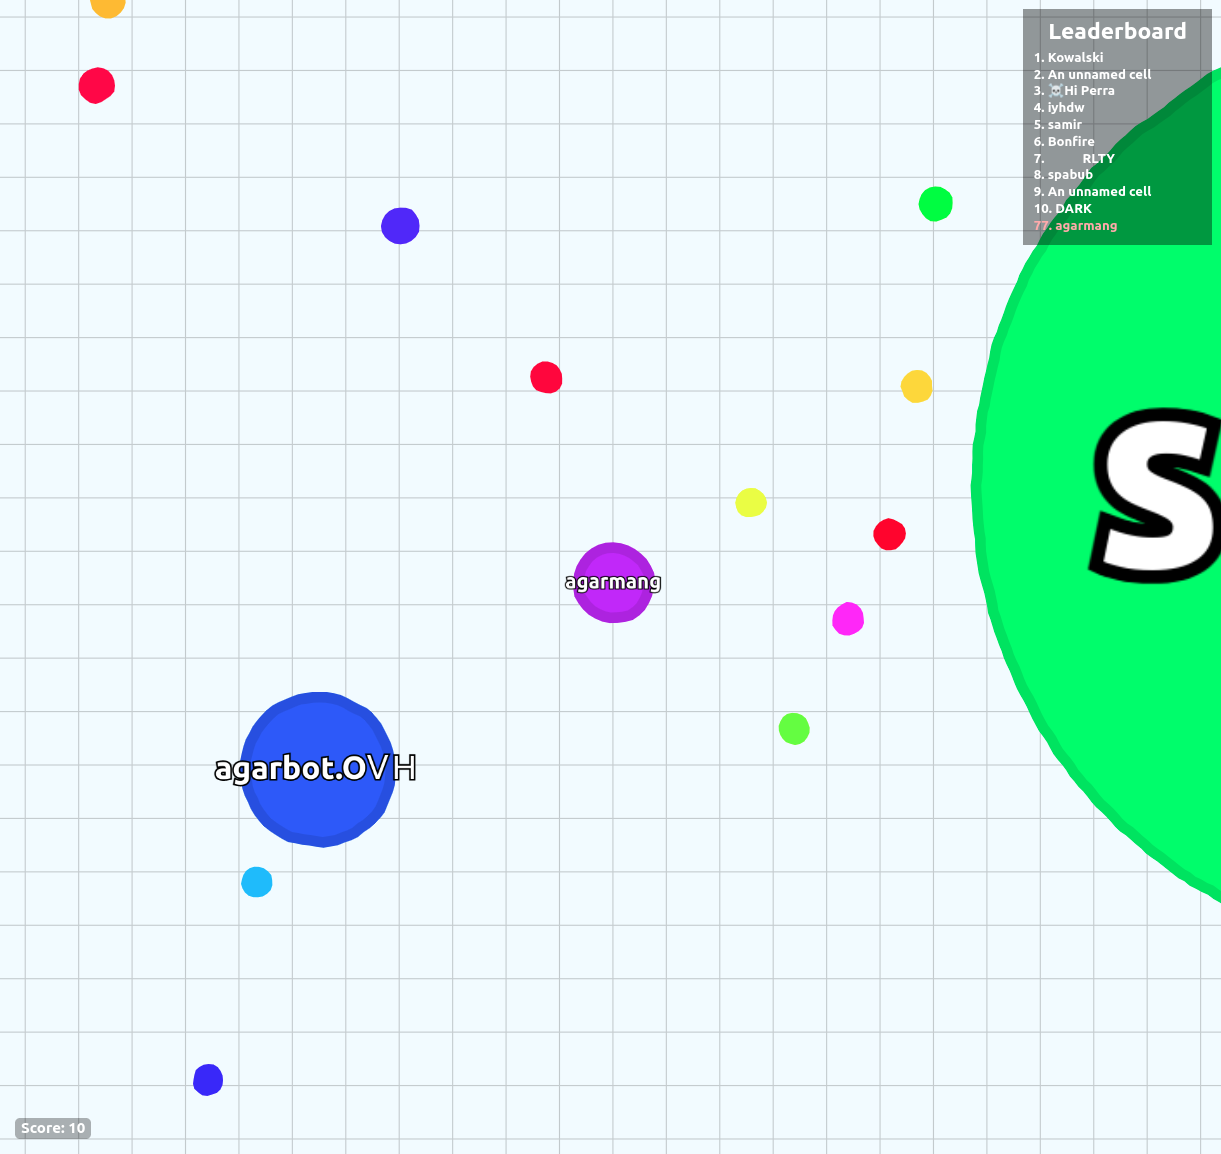 Leaderboard
1. Kowalski
2. An unnamed cell
3. ☠Hi Perra
4. iyhdw
5. samir
6. Bonfire
7. RLTY
8. spabub
9. An unnamed cell
10. DARK
77. agarmang
S
agarmang
agarbot.OVH
Score: 10